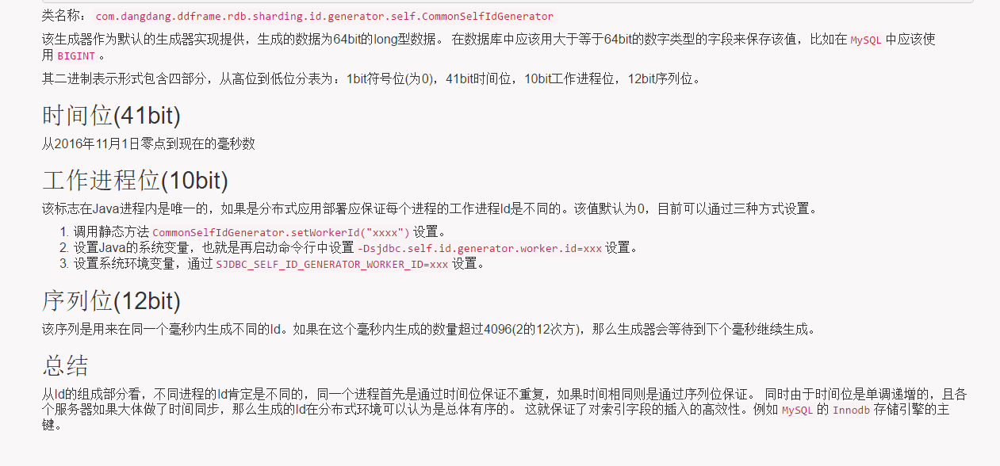 类名称：com.dangdang.ddframe.rdb.sharding.id.generator.self.CommonSelfIdGenerator
该生成器作为默认的生成器实现提供，生成的数据为64bit的long型数据。 在数据库中应该用大于等于64bit的数字类型的字段来保存该值，比如在 MySQL 中应该使
用 BIGINT 。
其二进制表示形式包含四部分，从高位到低位分表为：1bit符号位(为0)，41bit时间位，10bit工作进程位，12bit序列位。
时间位(41bit)
从2016年11月1日零点到现在的毫秒数
工作进程位(10bit)
该标志在Java进程内是唯一的，如果是分布式应用部署应保证每个进程的工作进程Id是不同的。该值默认为0，目前可以通过三种方式设置。
1. 调用静态方法 CommonSelfIdGenerator.setWorkerId("xxxx") 设置。
2. 设置Java的系统变量，也就是再启动命令行中设置 -Dsjdbc.self.id.generator.worker.id=xxx 设置。
3. 设置系统环境变量，通过 SJDBC_SELF_ID_GENERATOR_WORKER_ID=xxx 设置。
序列位(12bit)
该序列是用来在同一个毫秒内生成不同的Id。如果在这个毫秒内生成的数量超过4096(2的12次方)，那么生成器会等待到下个毫秒继续生成。
总结
从Id的组成部分看，不同进程的Id肯定是不同的，同一个进程首先是通过时间位保证不重复，如果时间相同则是通过序列位保证。 同时由于时间位是单调递增的，且各
个服务器如果大体做了时间同步，那么生成的Id在分布式环境可以认为是总体有序的。 这就保证了对索引字段的插入的高效性。例如 MySQL 的 Innodb 存储引擎的主
键。